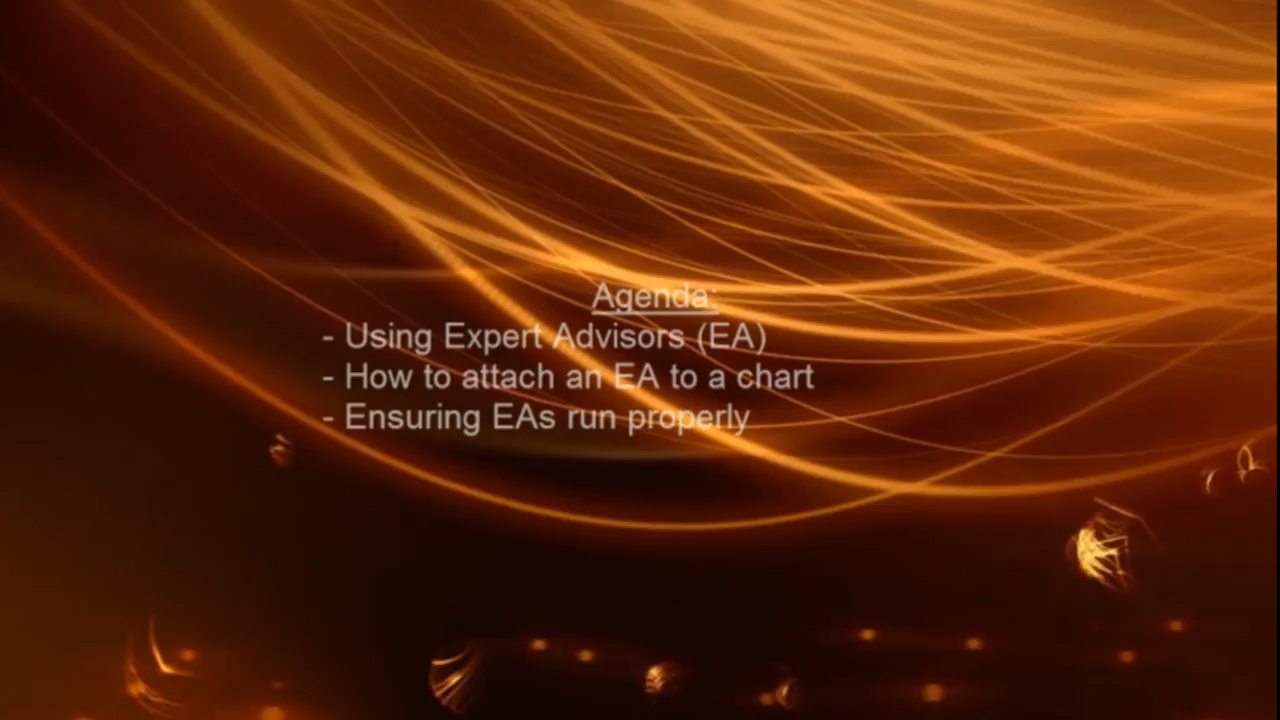 Agenda:
- Using Expert Advisors (EA)
- How to attach an EA to a chart
- Ensuring EAs run properly